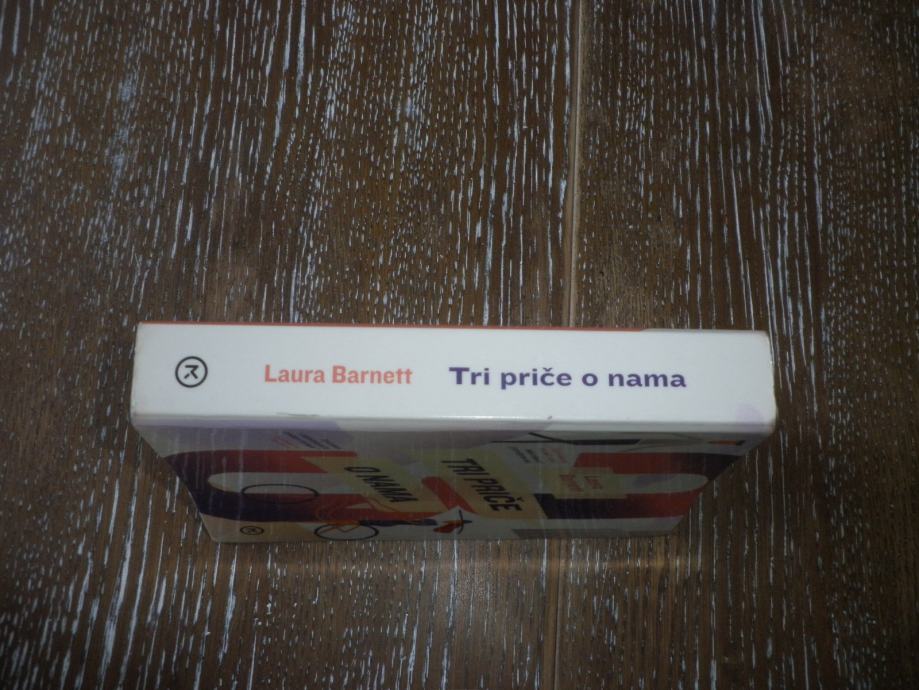 Laura Barnett Tri priče o nama
TRI PRIČE
O NAMA